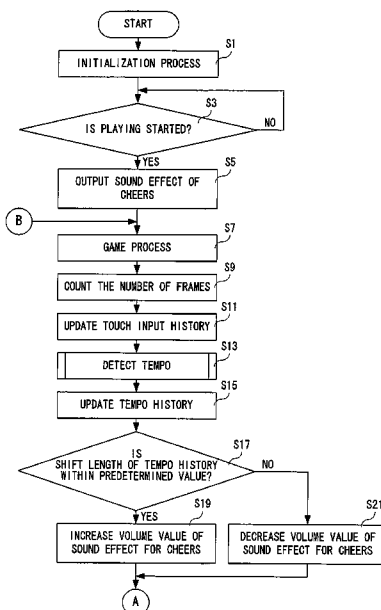 START
S1
INITIALIZATION PROCESS
S3
IS PLAYING STARTED?
NO
YES
S5
OUTPUT SOUND EFFECT OF
CHEERS
B
S7
GAME PROCESS
S9
COUNT THE NUMBER OF FRAMES
S11
UPDATE TOUCH INPUT HISTORY
S13
DETECT TEMPO
S15
UPDATE TEMPO HISTORY
S17
IS
SHIFT LENGTH OF TEMPO HISTORY
WITHIN PREDETERMINED VALUE?
NO
YES
S19
INCREASE VOLUME VALUE OF
SOUND EFFECT FOR CHEERS
S21
DECREASE VOLUME VALUE OF
SOUND EFFECT FOR CHEERS
A